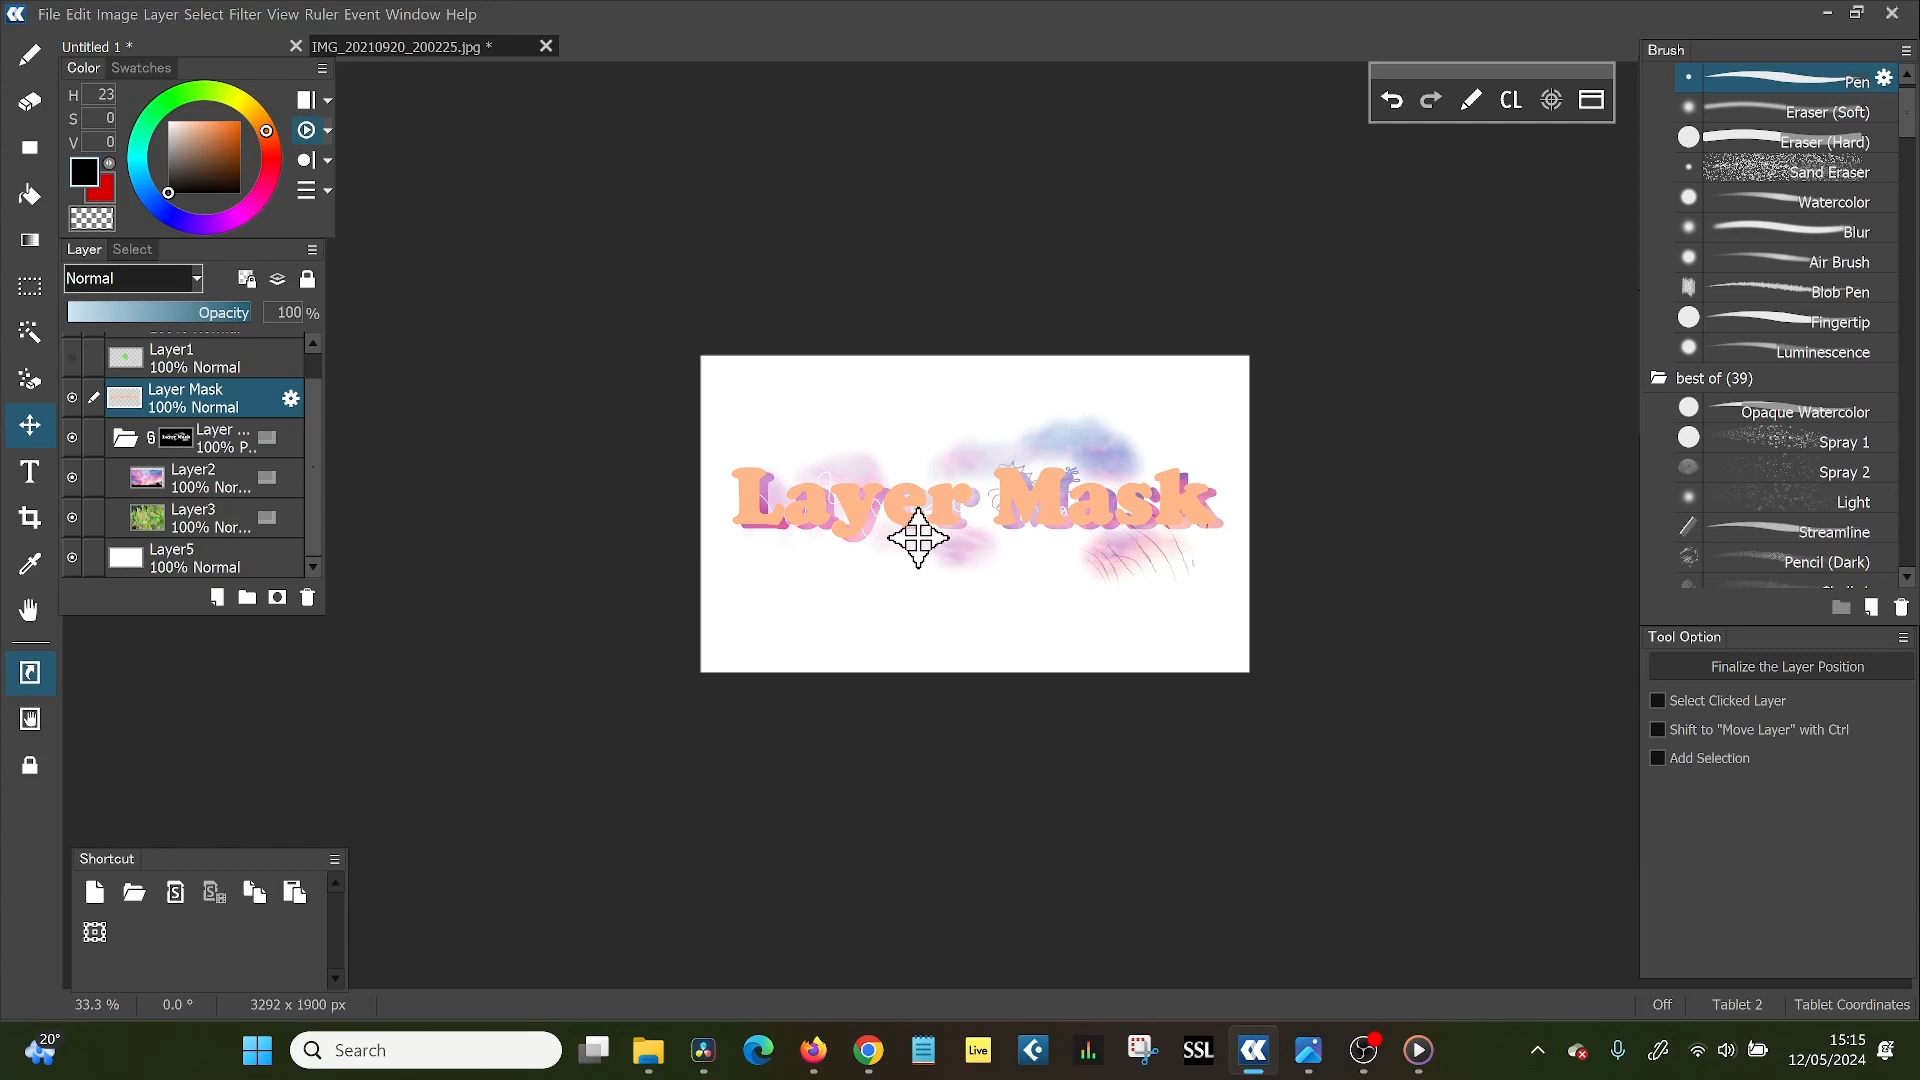 File Edit Image Layer Select Filter View Ruler Event Window Help
Untitled 1 *
IMG_20210920_200225.jpg *
Color
Swatches
H 23
S 0
V 0
Layer
Select
Normal
Opacity 100 %
Layer1
100% Normal
Layer Mask
100% Normal
Layer ...
100% P..
Layer2
100% Nor...
Layer3
100% Nor...
Layer5
100% Normal
Shortcut
33.3 %
0.0 °
3292 x 1900 px
CL
Layer Mask
Brush
Pen
Eraser (Soft)
Eraser (Hard)
Sand Eraser
Watercolor
Blur
Air Brush
Blob Pen
Fingertip
Luminescence
best of (39)
Opaque Watercolor
Spray 1
Spray 2
Light
Streamline
Pencil (Dark)
Tool Option
Finalize the Layer Position
Select Clicked Layer
Shift to "Move Layer" with Ctrl
Add Selection
Off
Tablet 2
Tablet Coordinates
20°
Search
Live
SSL
15:15
12/05/2024